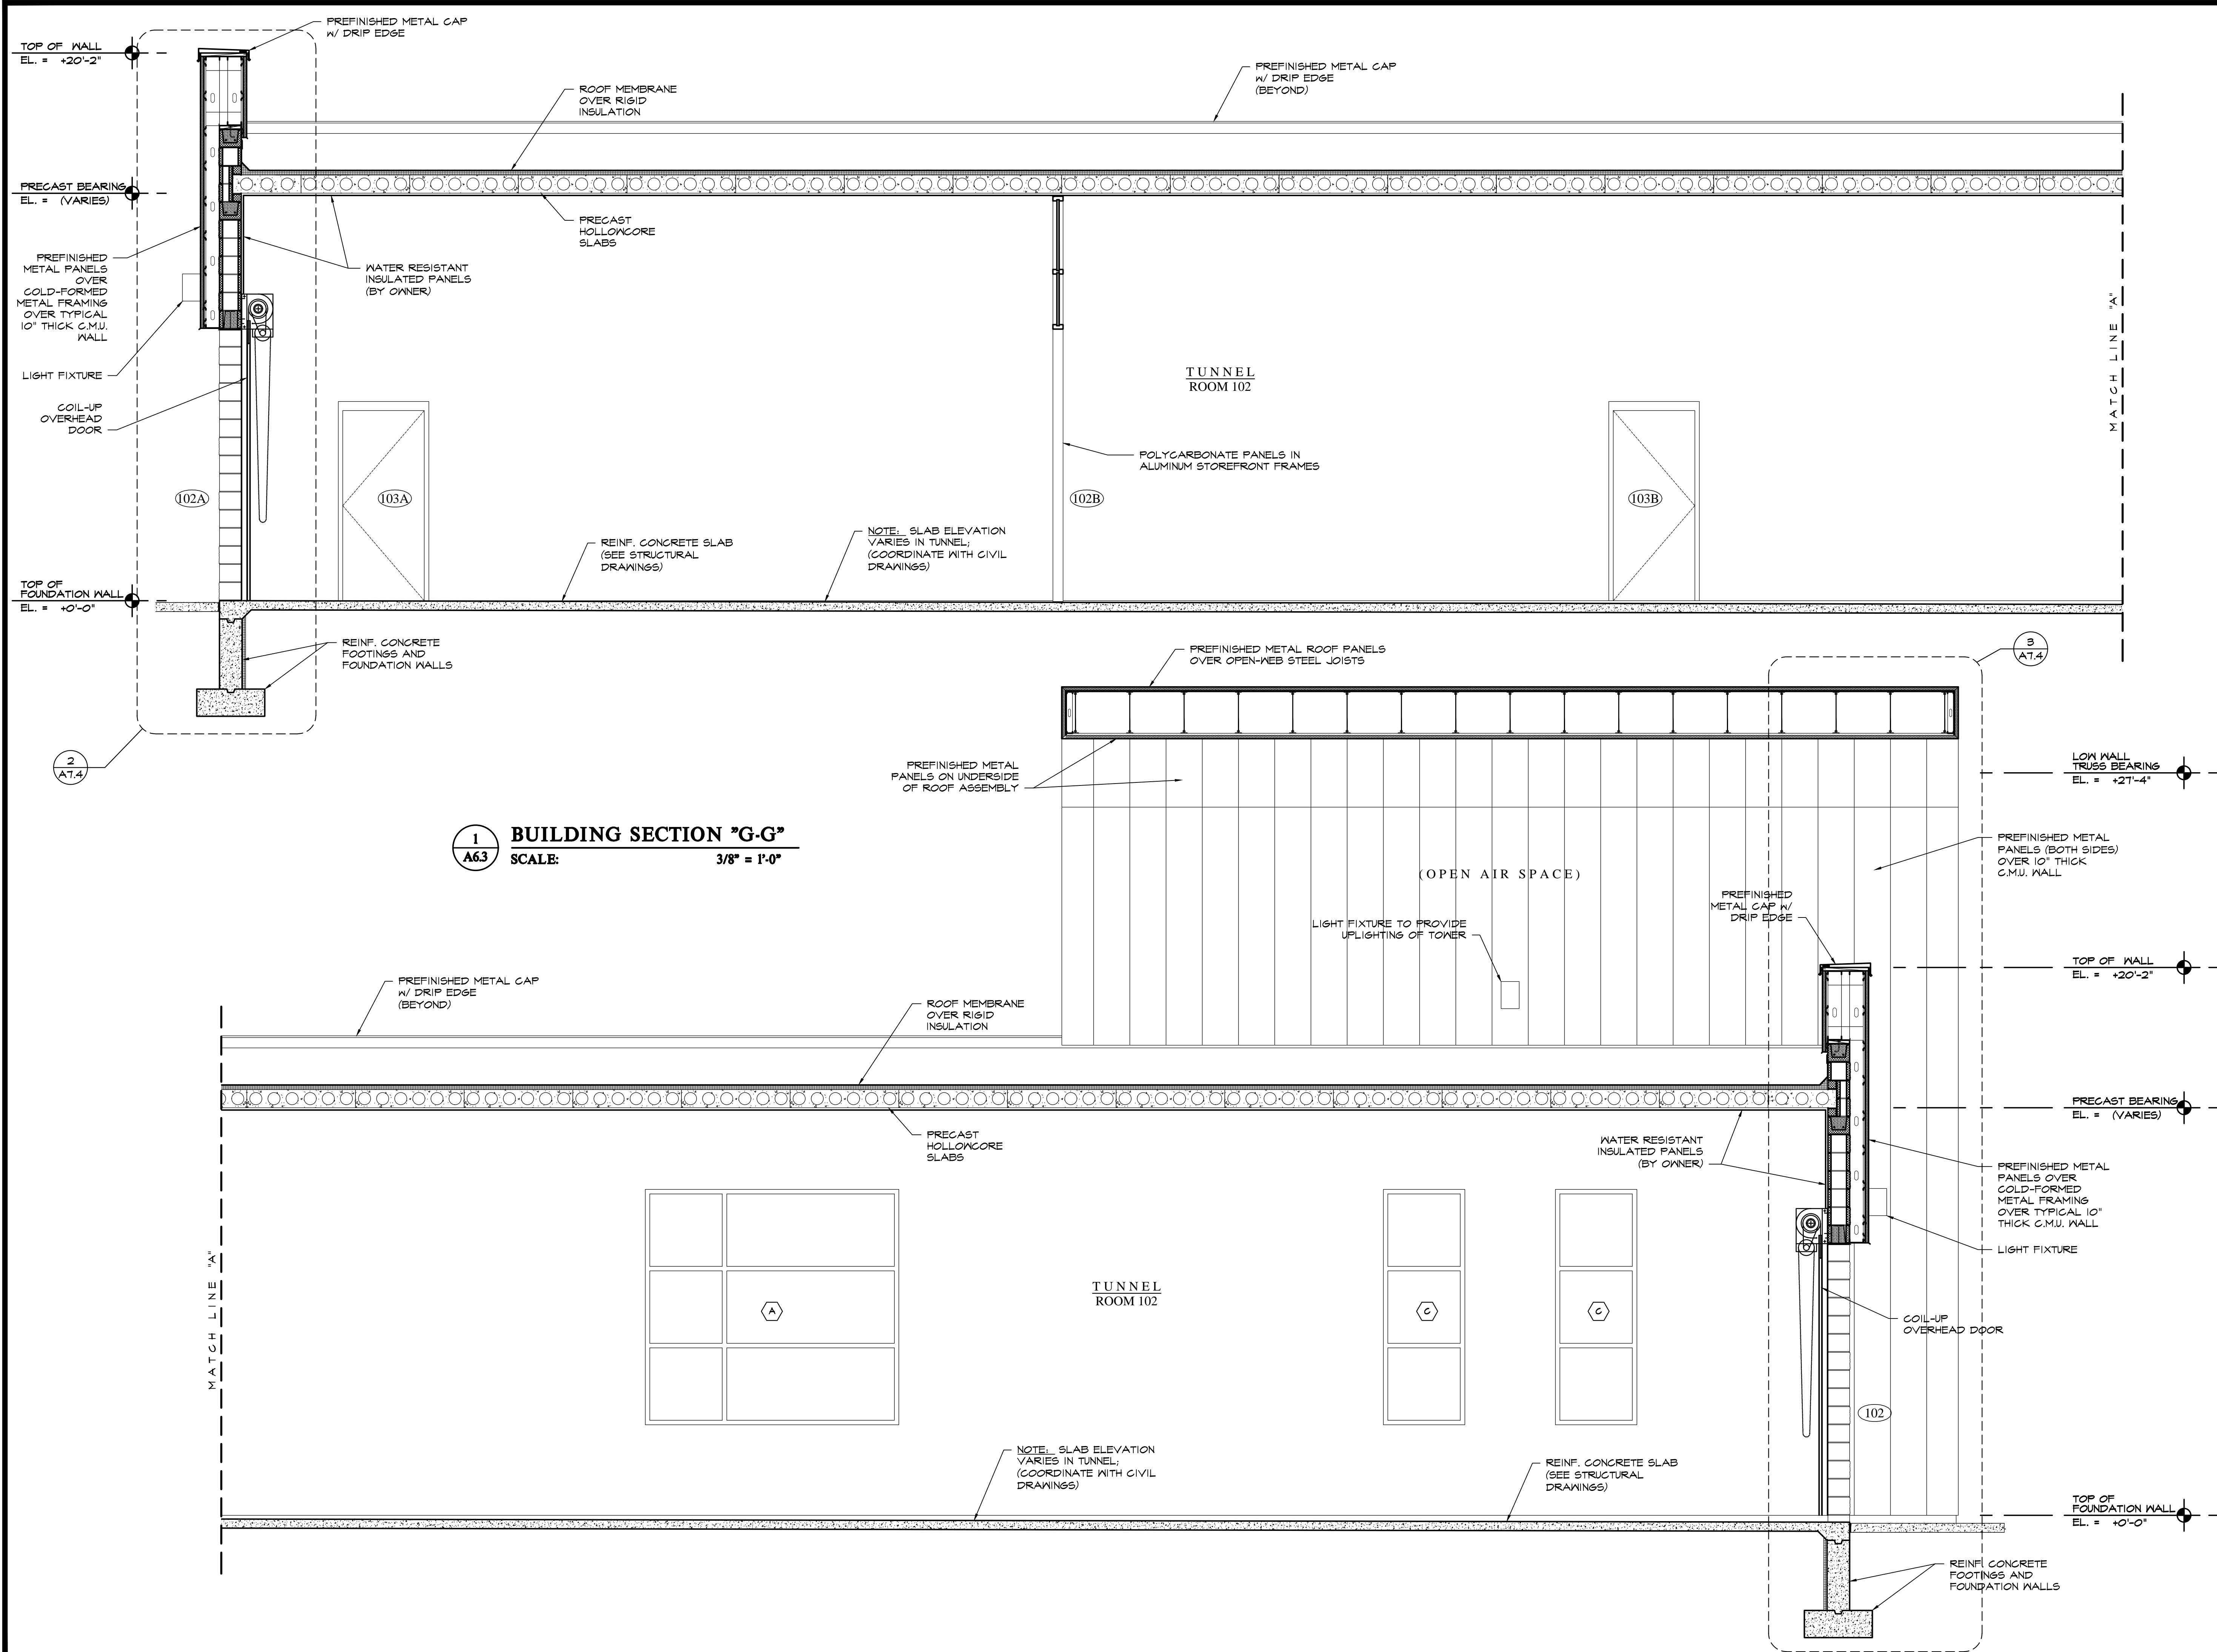 PREFINISHED METAL CAP
W/ DRIP EDGE
TOP OF WALL
EL. = +20'-2"
PREFINISHED METAL CAP
W/ DRIP EDGE
(BEYOND)
ROOF MEMBRANE
OVER RIGID
INSULATION
PRECAST BEARING
EL. = (VARIES)
PRECAST
HOLLOWCORE
SLABS
PREFINISHED
METAL PANELS
OVER
COLD-FORMED
METAL FRAMING
OVER TYPICAL
10" THICK C.M.U.
WALL
WATER RESISTANT
INSULATED PANELS
(BY OWNER)
LIGHT FIXTURE
COIL-UP
OVERHEAD
DOOR
TUNNEL
ROOM 102
MATCH LINE "A"
POLYCARBONATE PANELS IN
ALUMINUM STOREFRONT FRAMES
102A
103A
102B
103B
REINF. CONCRETE SLAB
(SEE STRUCTURAL
DRAWINGS)
NOTE: SLAB ELEVATION
VARIES IN TUNNEL;
(COORDINATE WITH CIVIL
DRAWINGS)
TOP OF
FOUNDATION WALL
EL. = +0'-0"
REINF. CONCRETE
FOOTINGS AND
FOUNDATION WALLS
2
A7.4
PREFINISHED METAL ROOF PANELS
OVER OPEN-WEB STEEL JOISTS
3
A7.4
PREFINISHED METAL
PANELS ON UNDERSIDE
OF ROOF ASSEMBLY
LOW WALL
TRUSS BEARING
EL. = +27'-4"
1
A6.3
BUILDING SECTION "G-G"
SCALE: 3/8" = 1'-0"
PREFINISHED METAL
PANELS (BOTH SIDES)
OVER 10" THICK
C.M.U. WALL
(OPEN AIR SPACE)
PREFINISHED
METAL CAP W/
DRIP EDGE
LIGHT FIXTURE TO PROVIDE
UPLIGHTING OF TOWER
TOP OF WALL
EL. = +20'-2"
PREFINISHED METAL CAP
W/ DRIP EDGE
(BEYOND)
ROOF MEMBRANE
OVER RIGID
INSULATION
PRECAST BEARING
EL. = (VARIES)
PRECAST
HOLLOWCORE
SLABS
WATER RESISTANT
INSULATED PANELS
(BY OWNER)
PREFINISHED METAL
PANELS OVER
COLD-FORMED
METAL FRAMING
OVER TYPICAL 10"
THICK C.M.U. WALL
LIGHT FIXTURE
MATCH LINE "A"
TUNNEL
ROOM 102
A
C
C
COIL-UP
OVERHEAD DOOR
102
NOTE: SLAB ELEVATION
VARIES IN TUNNEL;
(COORDINATE WITH CIVIL
DRAWINGS)
REINF. CONCRETE SLAB
(SEE STRUCTURAL
DRAWINGS)
TOP OF
FOUNDATION WALL
EL. = +0'-0"
REINF. CONCRETE
FOOTINGS AND
FOUNDATION WALLS